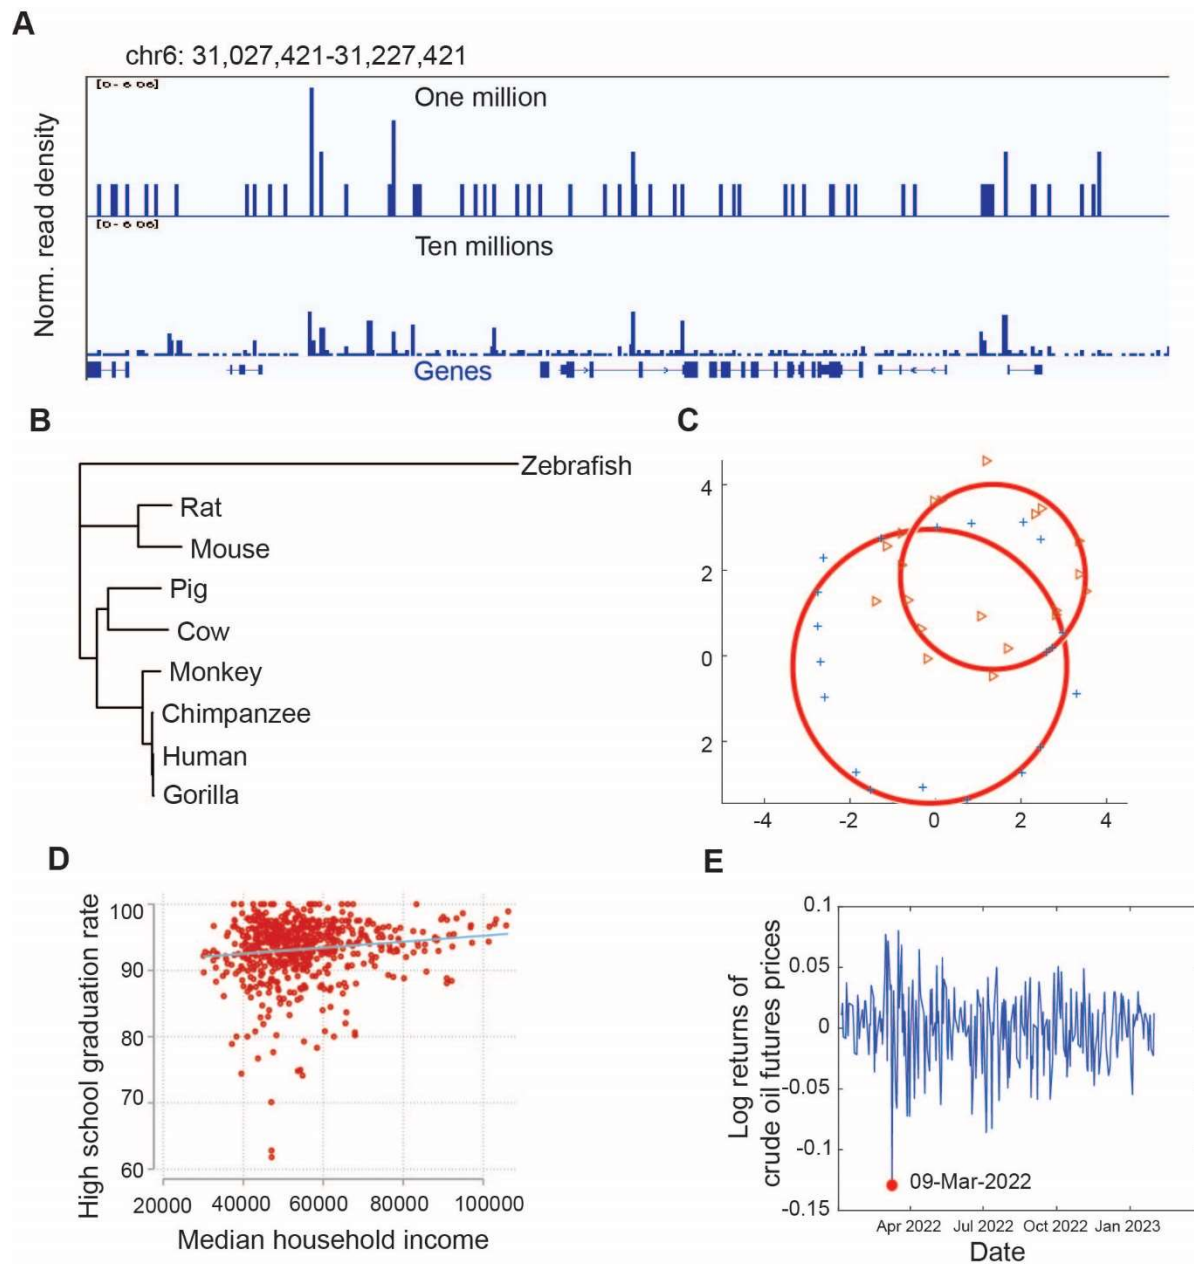 A
chr6: 31,027,421-31,227,421
Norm. read density
[0- 6 06]
One million
[0- 6 06]
Ten millions
Genes
B
Zebrafish
Rat
Mouse
Pig
Cow
Monkey
Chimpanzee
Human
Gorilla
C
4
2
0
2
-4 -2 0 2 4
D
High school graduation rate
100
90
80
70
60
20000 40000 60000 80000 100000
Median household income
E
Log returns of
crude oil futures prices
0.1
0.05
0
-0.05
-0.1
-0.15
09-Mar-2022
Apr 2022 Jul 2022 Oct 2022 Jan 2023
Date